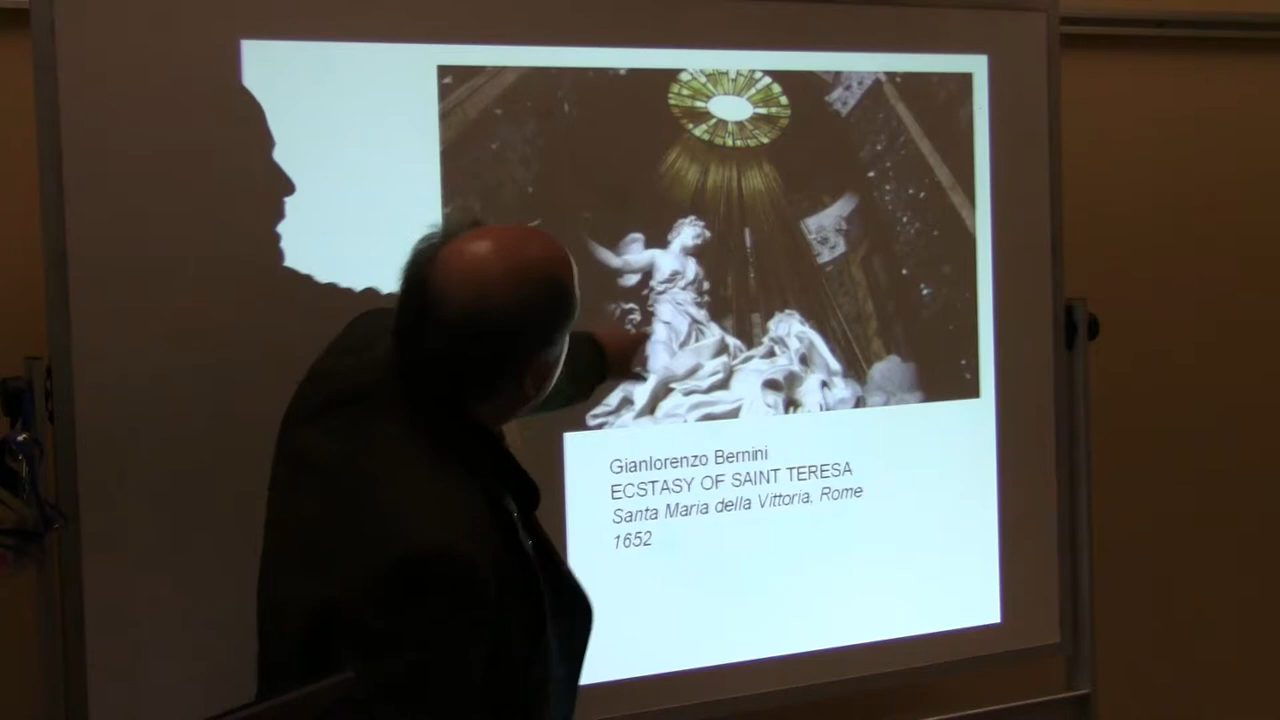 Gianlorenzo Bernini
ECSTASY OF SAINT TERESA
Santa Maria della Vittoria, Rome
1652